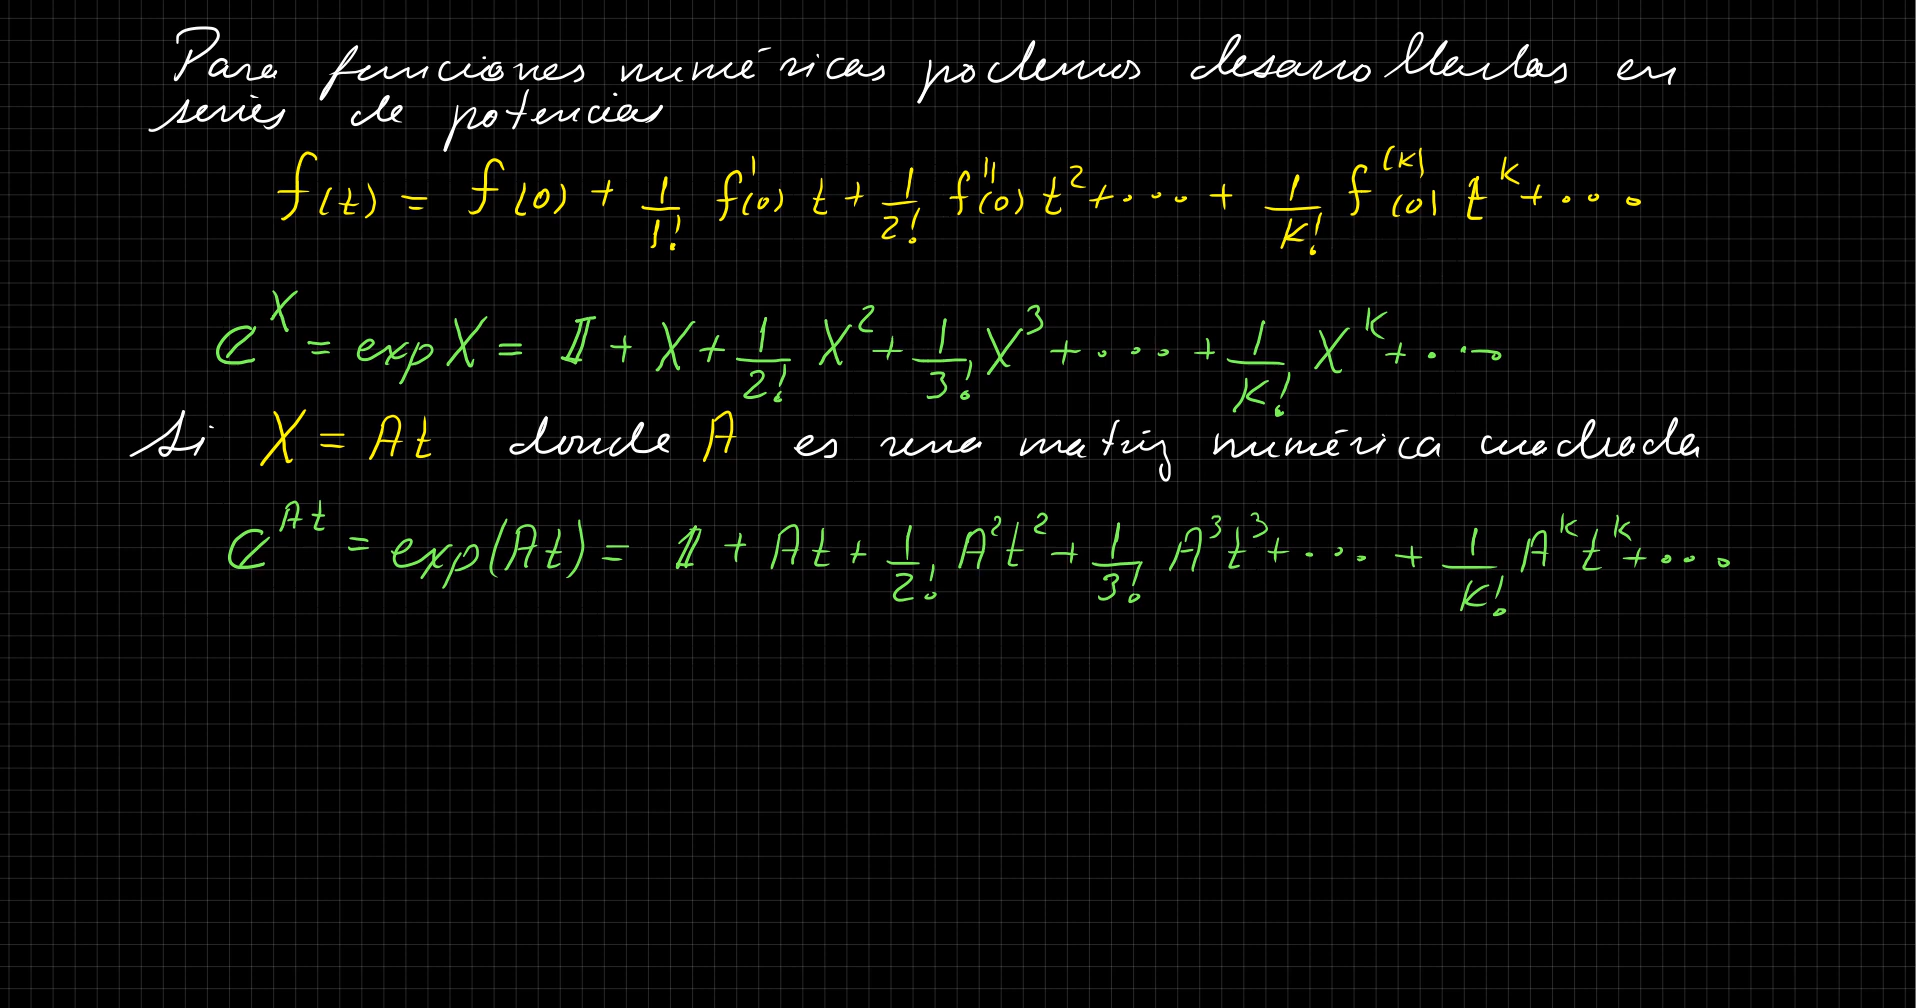 Para funciones numéricas podemos desarrollarlas en
series de potencias
f(t) = f(0) + 1/1! f'(0) t + 1/2! f''(0) t² + ... + 1/k! f^(k)(0) t^k + ...
e^X = exp X = 𝟙 + X + 1/2! X² + 1/3! X³ + .... + 1/k! X^k + ...
Si X = At donde A es una matriz numérica cuadrada
e^At = exp(At) = 𝟙 + At + 1/2! A²t² + 1/3! A³t³ + .... + 1/k! A^k t^k + ...